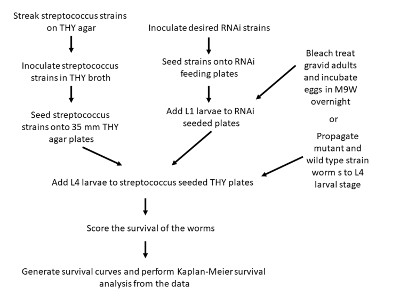 Streak streptococcus strains
on THY agar
Inoculate streptococcus
strains in THY broth
Seed streptococcus
strains onto 35 mm THY
agar plates
Inoculate desired RNAi strains
Seed strains onto RNAi
feeding plates
Add L1 larvae to RNAi
seeded plates
Bleach treat
gravid adults
and incubate
eggs in M9W
overnight
or
Propagate
mutant and
wild type strain
worm s to L4
larval stage
Add L4 larvae to streptococcus seeded THY plates
Score the survival of the worms
Generate survival curves and perform Kaplan-Meier survival
analysis from the data